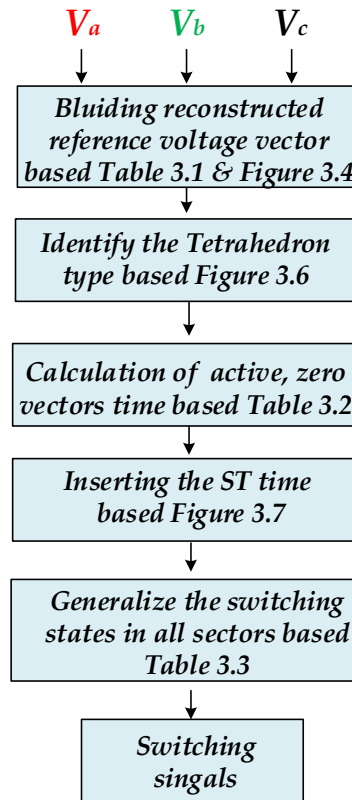 Va Vb Vc
Bluiding reconstructed
reference voltage vector
based Table 3.1 & Figure 3.4
Identify the Tetrahedron
type based Figure 3.6
Calculation of active, zero
vectors time based Table 3.2
Inserting the ST time
based Figure 3.7
Generalize the switching
states in all sectors based
Table 3.3
Switching
singals